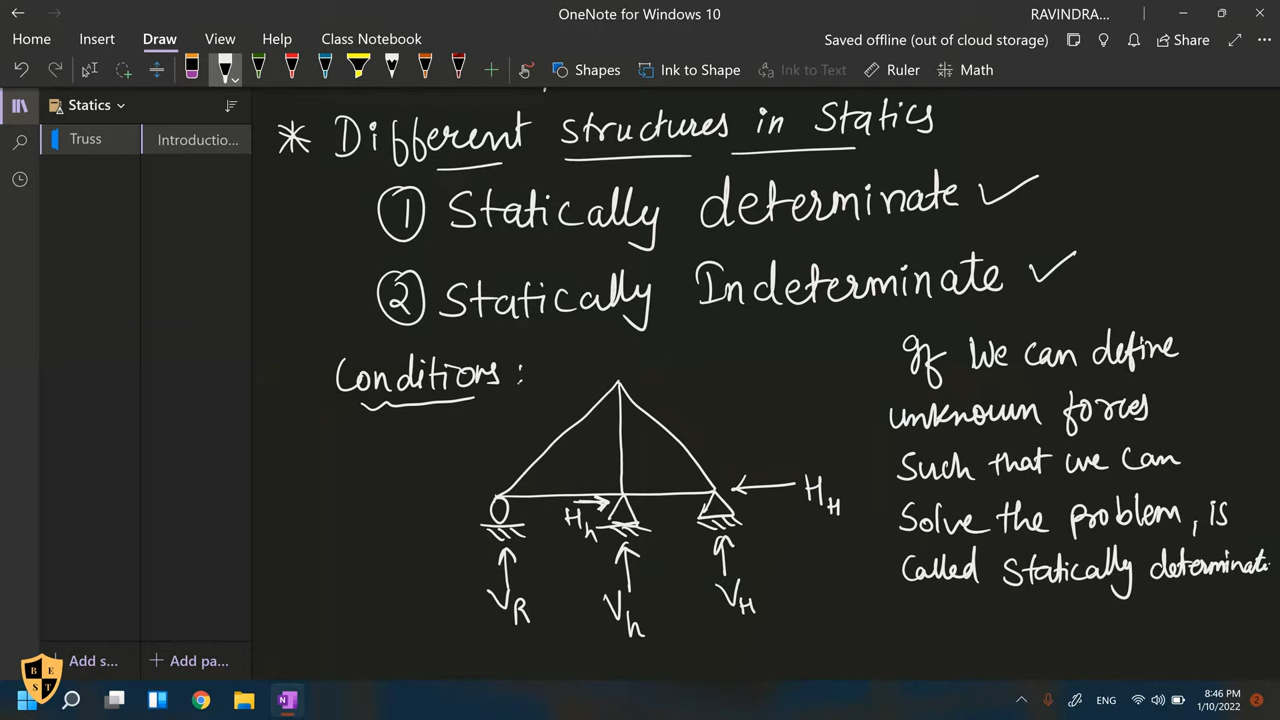 OneNote for Windows 10
RAVINDRA...
Home Insert Draw View Help Class Notebook
Saved offline (out of cloud storage)
Share
Shapes
Ink to Shape
Ink to Text
Ruler
Math
Statics
Truss
Introductio...
* Different structures in Statics
① Statically determinate ✓
② Statically Indeterminate ✓
Conditions:
If We can define
unknown forces
Such that we can
Solve the problem, is
Called Statically determinate
H_H
H_h
V_R
V_h
V_H
+ Add s...
+ Add pa...
BEST
ENG
8:46 PM
1/10/2022
2